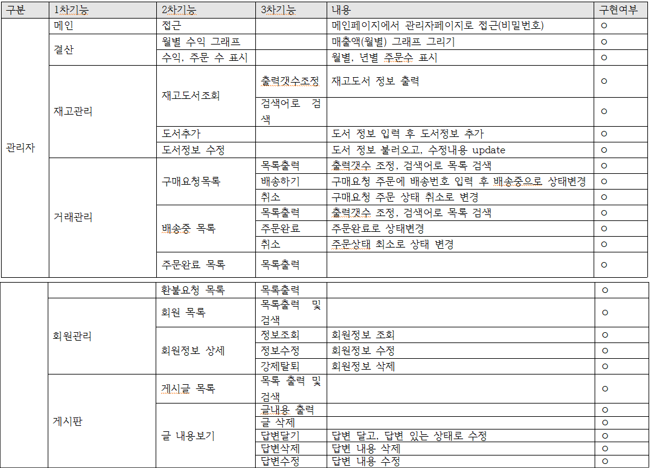 구분 1차기능 2차기능 3차기능 내용 구현여부
메인 접근 메인페이지에서 관리자페이지로 접근(비밀번호) ㅇ
결산 월별 수익 그래프 매출액(월별) 그래프 그리기 ㅇ
수익, 주문 수 표시 월별, 년별 주문수 표시 ㅇ
관리자 재고관리 재고도서조회 출력갯수조정 재고도서 정보 출력 ㅇ
검색어로 검
색 ㅇ
도서추가 도서 정보 입력 후 도서정보 추가 ㅇ
도서정보 수정 도서 정보 불러오고, 수정내용 update ㅇ
거래관리 구매요청목록 목록출력 출력갯수 조정, 검색어로 목록 검색 ㅇ
배송하기 구매요청 주문에 배송번호 입력 후 배송중으로 상태변경 ㅇ
취소 구매요청 주문 상태 취소로 변경 ㅇ
배송중 목록 목록출력 출력갯수 조정, 검색어로 목록 검색 ㅇ
주문완료 주문완료로 상태변경 ㅇ
취소 주문상태 취소로 상태 변경 ㅇ
주문완료 목록 목록출력 ㅇ
환불요청 목록 목록출력 ㅇ
회원관리 회원 목록 목록출력 및
검색 ㅇ
회원정보 상세 정보조회 회원정보 조회 ㅇ
정보수정 회원정보 수정 ㅇ
강제탈퇴 회원정보 삭제 ㅇ
게시판 게시글 목록 목록 출력 및
검색 ㅇ
글 내용보기 글내용 출력 ㅇ
글 삭제 ㅇ
답변달기 답변 달고, 답변 있는 상태로 수정 ㅇ
답변삭제 답변 내용 삭제 ㅇ
답변수정 답변 내용 수정 ㅇ